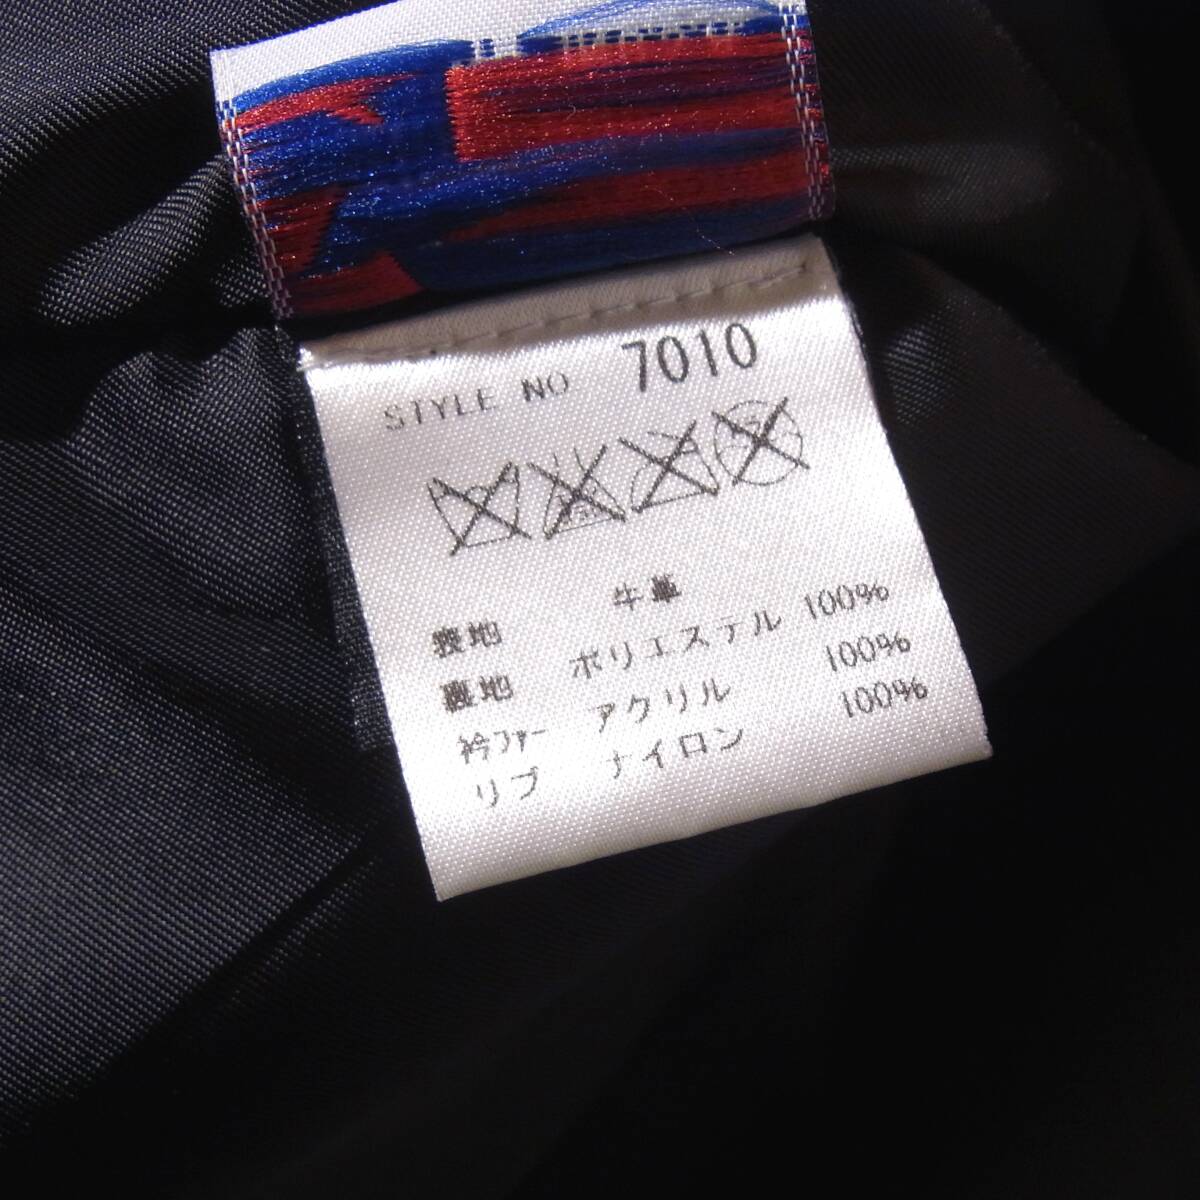 STYLE NO 7010
表地 牛革
裏地 ポリエステル 100%
衿ファー アクリル 100%
リブ ナイロン 100%